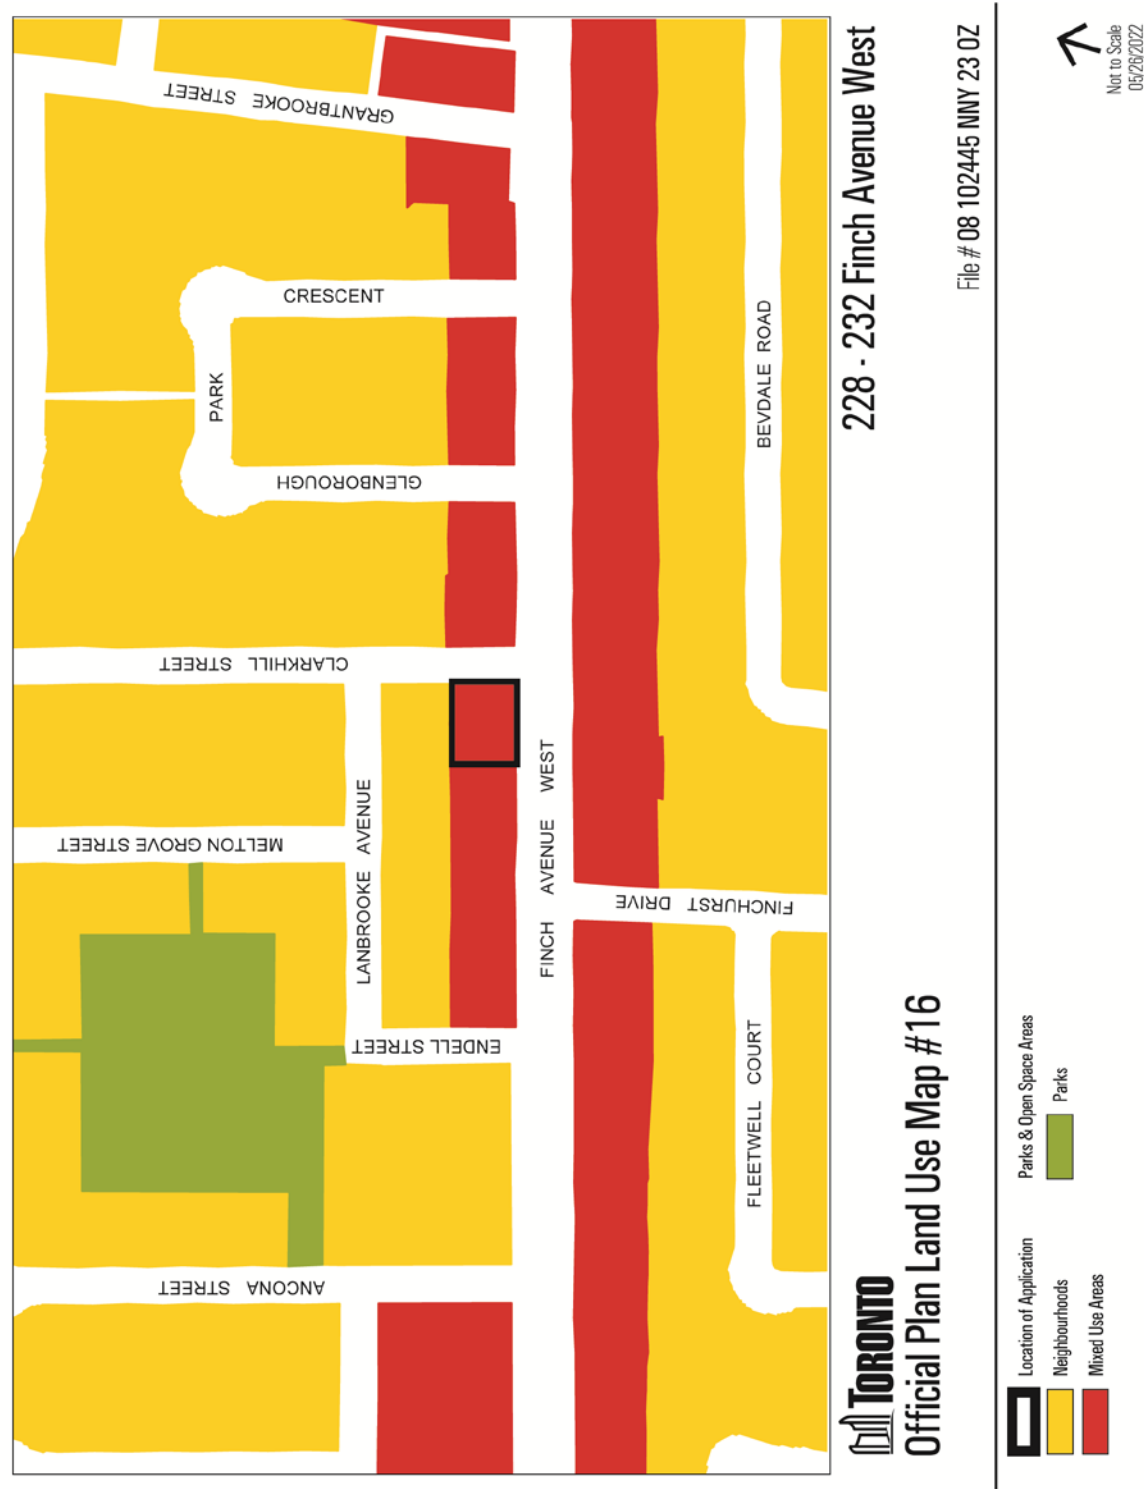 GRANTBROOKE STREET
CRESCENT
PARK
GLENBOROUGH
CLARKHILL STREET
LANBROOKE AVENUE
MELTON GROVE STREET
ENDELL STREET
ANCONA STREET
FINCH AVENUE WEST
FINCHURST DRIVE
BEVDALE ROAD
FLEETWELL COURT
TORONTO
Official Plan Land Use Map #16
228 - 232 Finch Avenue West
File # 08 102445 NNY 23 OZ
Location of Application
Neighbourhoods
Mixed Use Areas
Parks & Open Space Areas
Parks
Not to Scale
05/26/2022